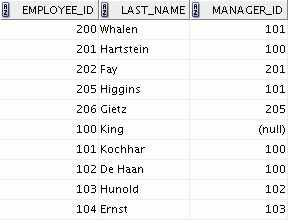 EMPLOYEE_ID LAST_NAME MANAGER_ID
200 Whalen 101
201 Hartstein 100
202 Fay 201
205 Higgins 101
206 Gietz 205
100 King (null)
101 Kochhar 100
102 De Haan 100
103 Hunold 102
104 Ernst 103